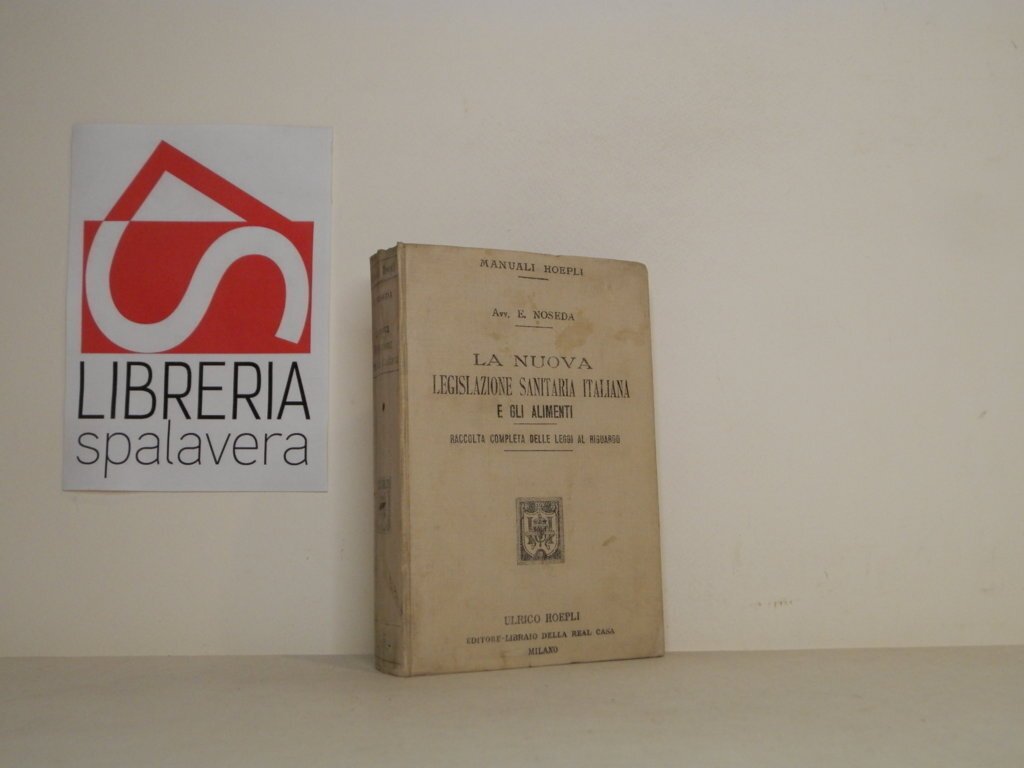 LIBRERIA
spalavera
MANUALI HOEPLI
Avv. E. NOSEDA
LA NUOVA
LEGISLAZIONE SANITARIA ITALIANA
E GLI ALIMENTI
RACCOLTA COMPLETA DELLE LEGGI AL RIGUARDO
ULRICO HOEPLI
EDITORE-LIBRAIO DELLA REAL CASA
MILANO